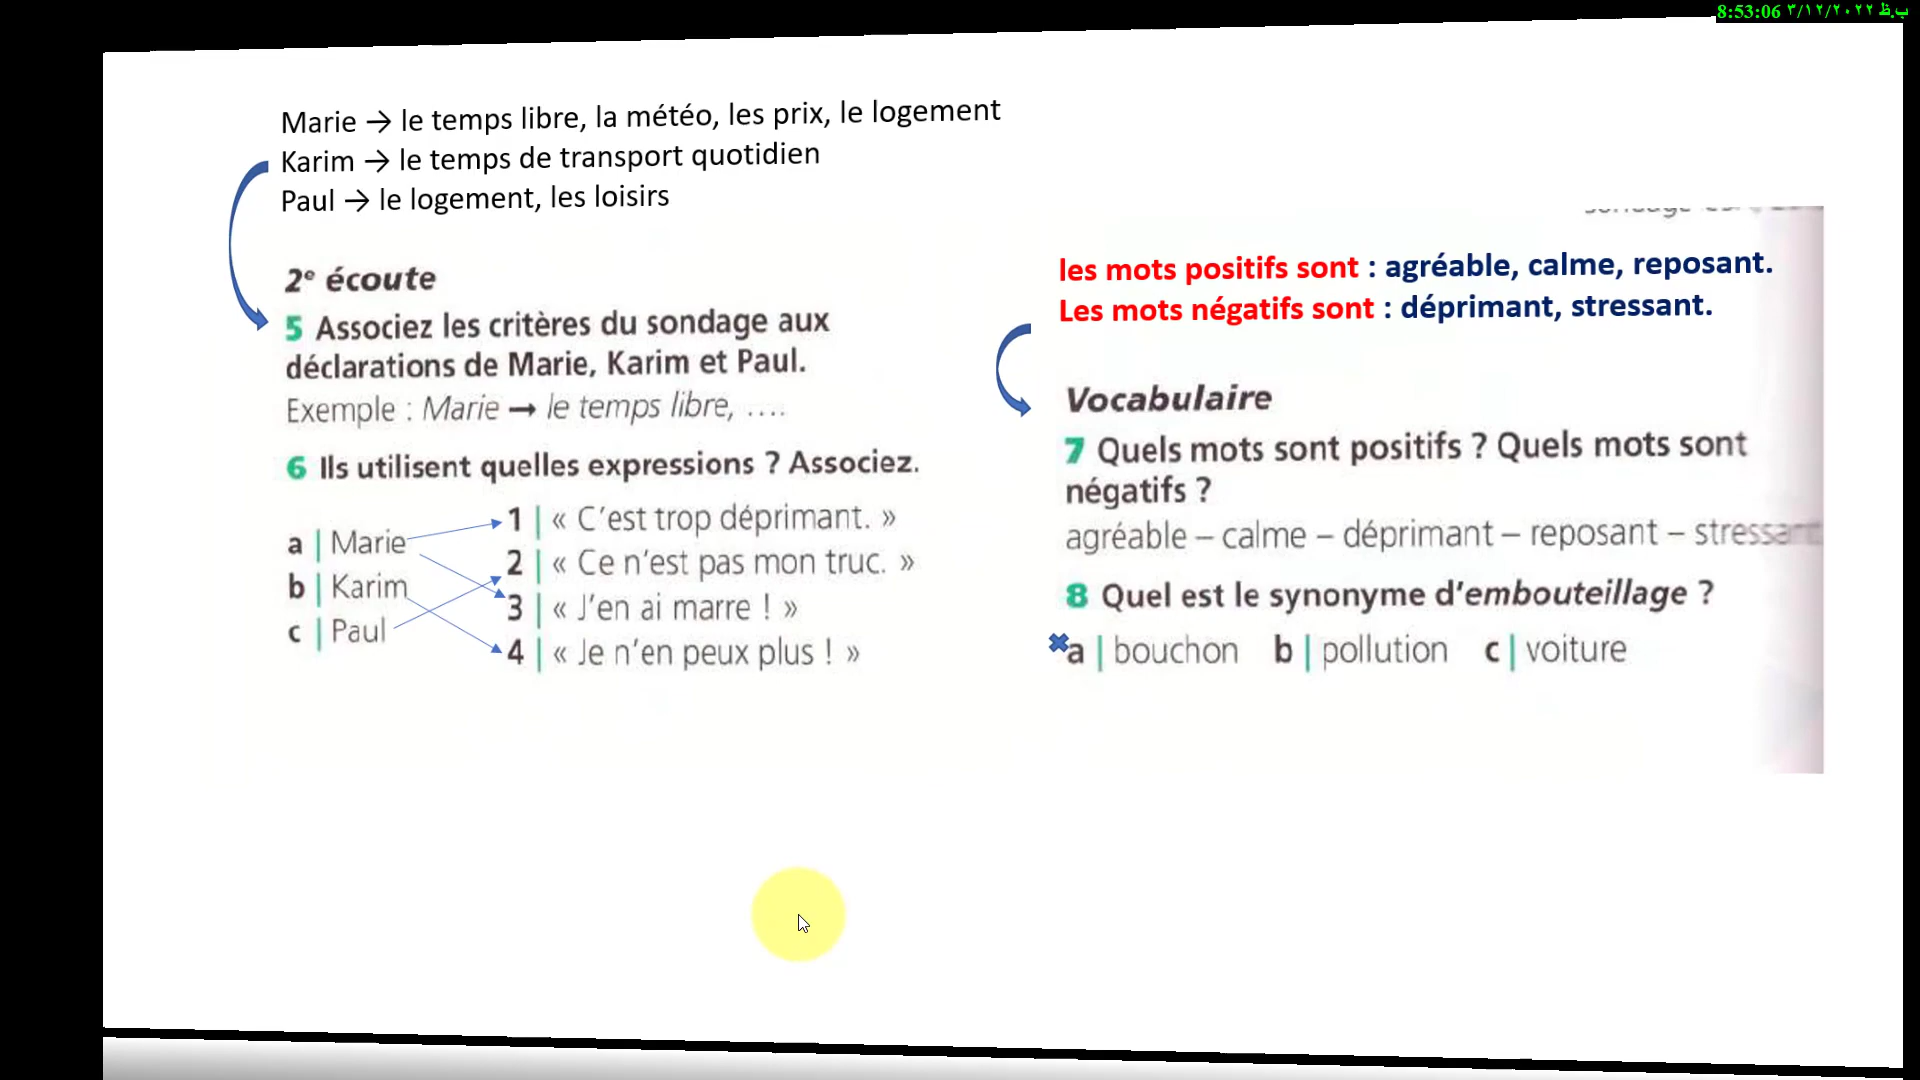 8:53:06 ٣/١٢/٢٠٢٢ ب.ظ
Marie → le temps libre, la météo, les prix, le logement
Karim → le temps de transport quotidien
Paul → le logement, les loisirs
2e écoute
5 Associez les critères du sondage aux
déclarations de Marie, Karim et Paul.
Exemple : Marie → le temps libre, ....
6 Ils utilisent quelles expressions ? Associez.
a | Marie
b | Karim
c | Paul
1 | « C'est trop déprimant. »
2 | « Ce n'est pas mon truc. »
3 | « J'en ai marre ! »
4 | « Je n'en peux plus ! »
les mots positifs sont : agréable, calme, reposant.
Les mots négatifs sont : déprimant, stressant.
Vocabulaire
7 Quels mots sont positifs ? Quels mots sont
négatifs ?
agréable – calme – déprimant – reposant – stressant
8 Quel est le synonyme d'embouteillage ?
a | bouchon b | pollution c | voiture